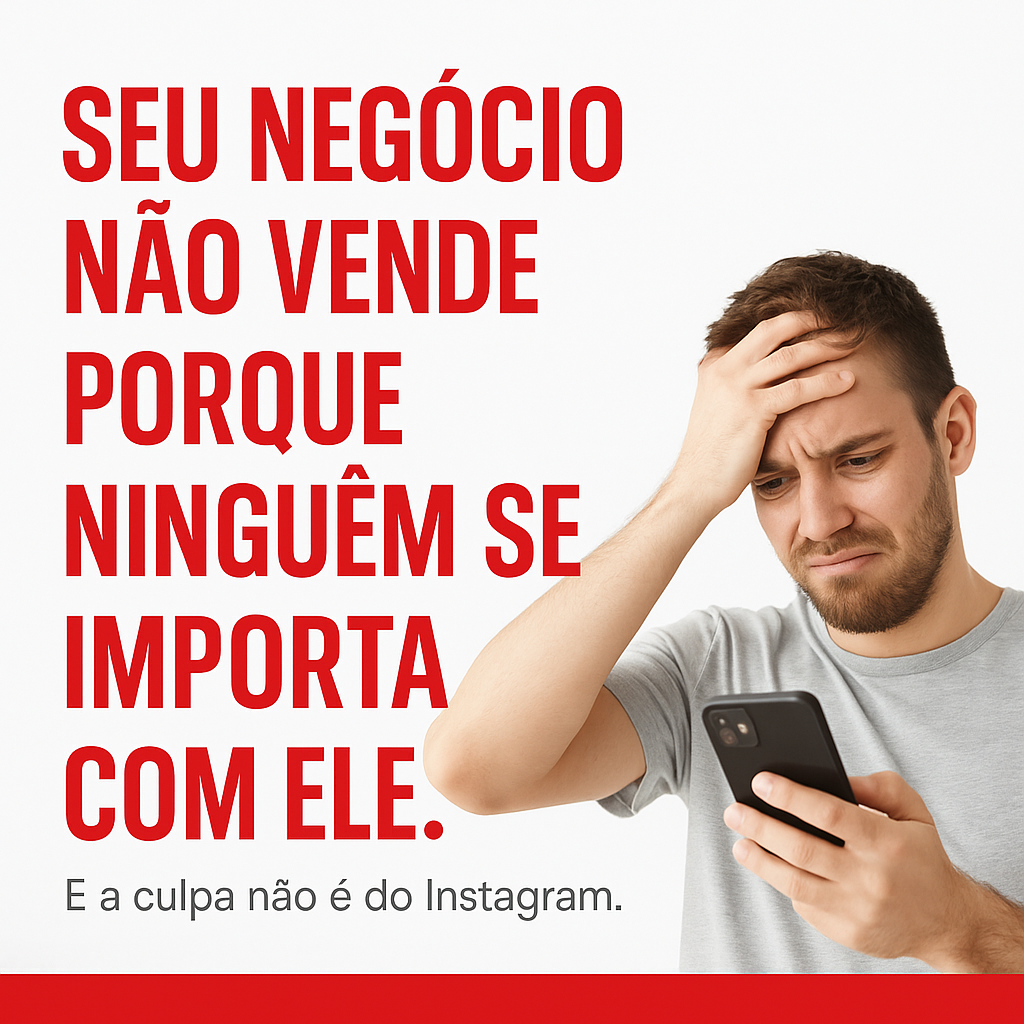 SEU NEGÓCIO
NÃO VENDE
PORQUE
NINGUÊM SE
IMPORTA
COM ELE.
E a culpa não é do Instagram.